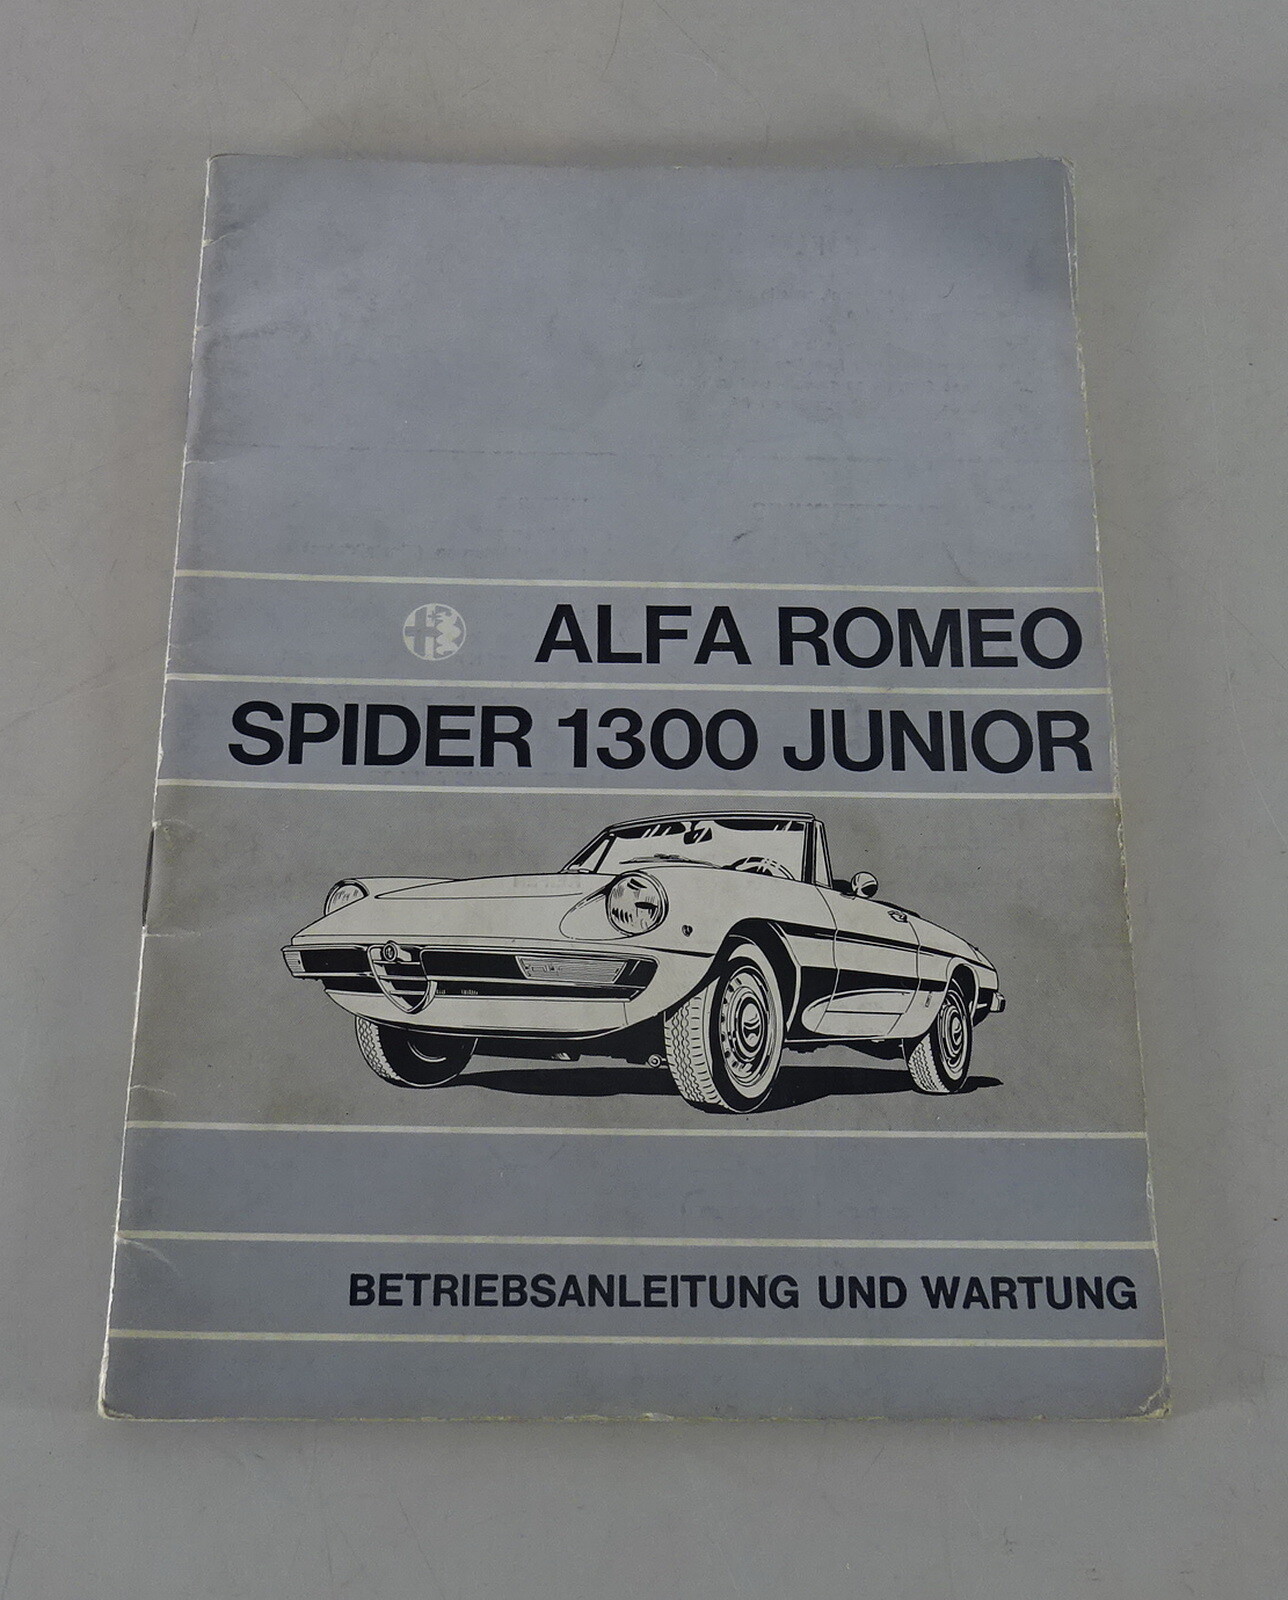 ALFA ROMEO
SPIDER 1300 JUNIOR
BETRIEBSANLEITUNG UND WARTUNG